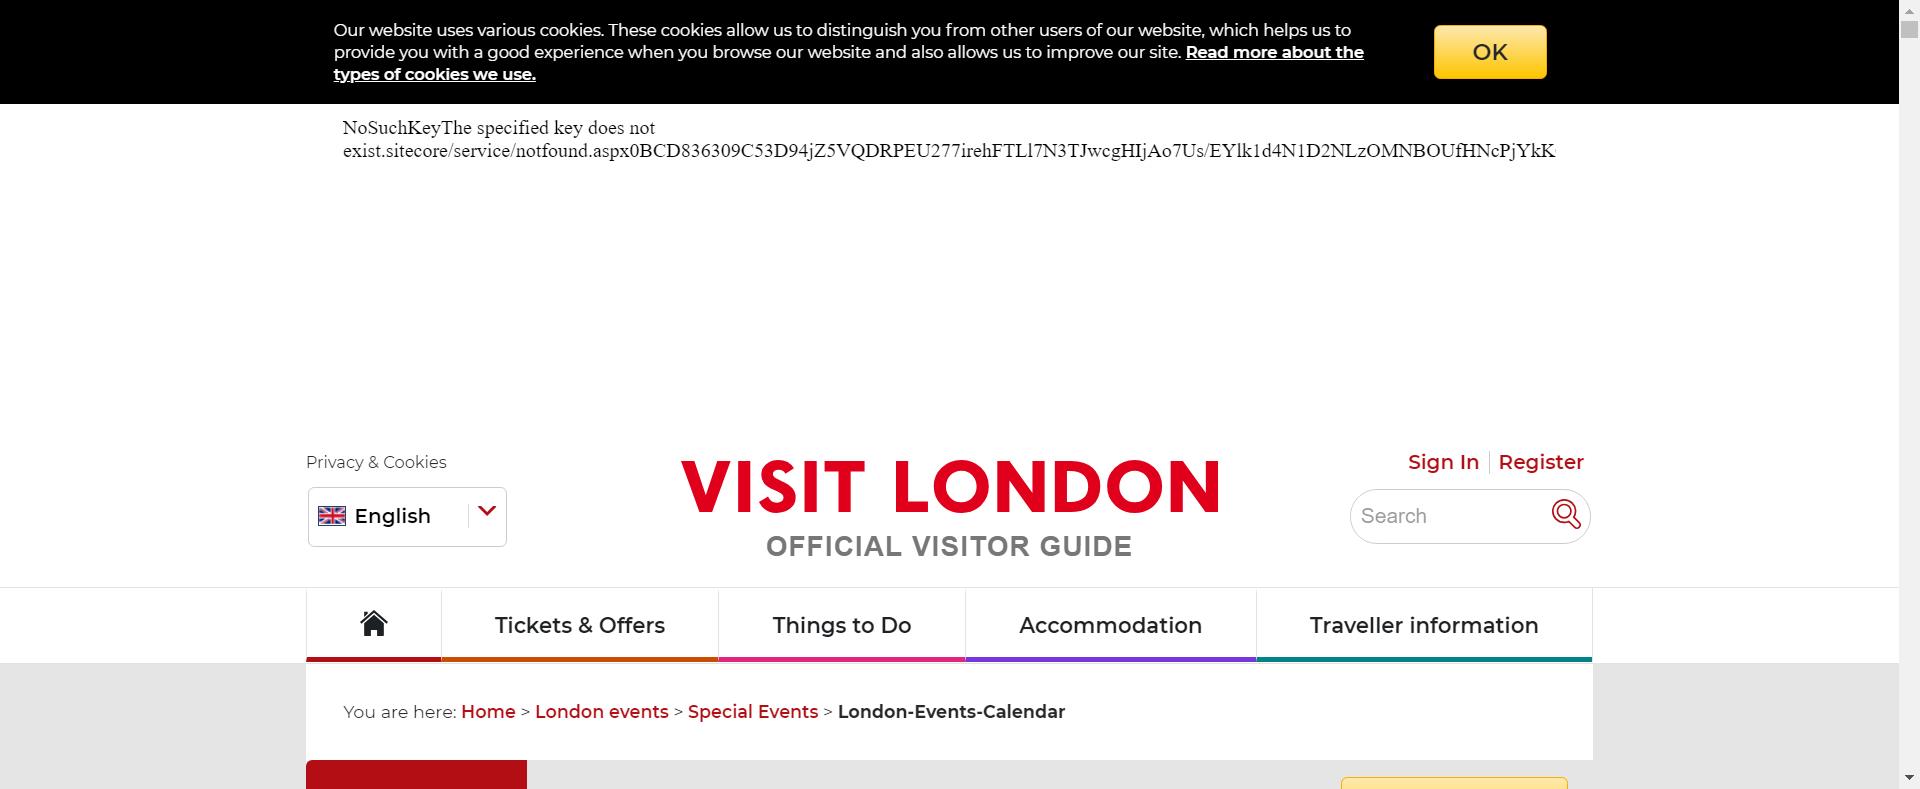 Our website uses various cookies. These cookies allow us to distinguish you from other users of our website, which helps us to
provide you with a good experience when you browse our website and also allows us to improve our site. Read more about the
types of cookies we use.
OK
NoSuchKeyThe specified key does not
exist.sitecore/service/notfound.aspx0BCD836309C53D94jZ5VQDRPEU277irehFTLl7N3TJwcgHIjAo7Us/EYlk1d4N1D2NLzOMNBOUfHNcPjYkK
Privacy & Cookies
English
VISIT LONDON
OFFICIAL VISITOR GUIDE
Sign In
Register
Search
Tickets & Offers
Things to Do
Accommodation
Traveller information
You are here: Home > London events > Special Events > London-Events-Calendar